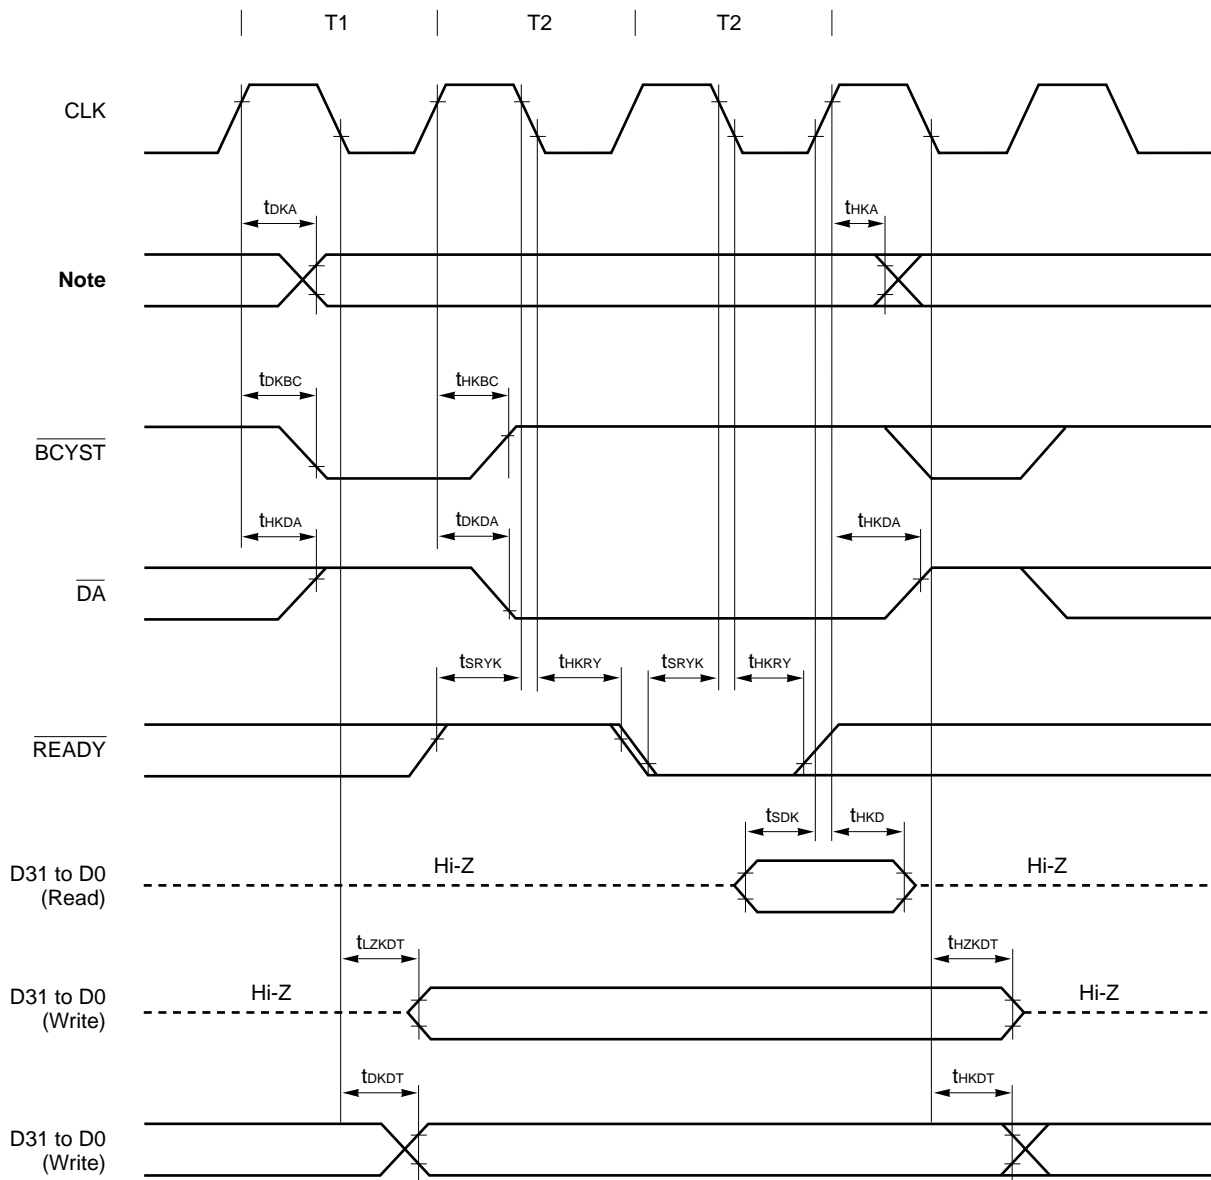 T1 T2 T2
CLK
tDKA tHKA
Note
tDKBC tHKBC
BCYST
tHKDA tDKDA tHKDA
DA
tSRYK tHKRY tSRYK tHKRY
READY
tSDK tHKD
Hi-Z Hi-Z
D31 to D0
(Read)
tLZKDT tHZKDT
Hi-Z Hi-Z
D31 to D0
(Write)
tDKDT tHKDT
D31 to D0
(Write)